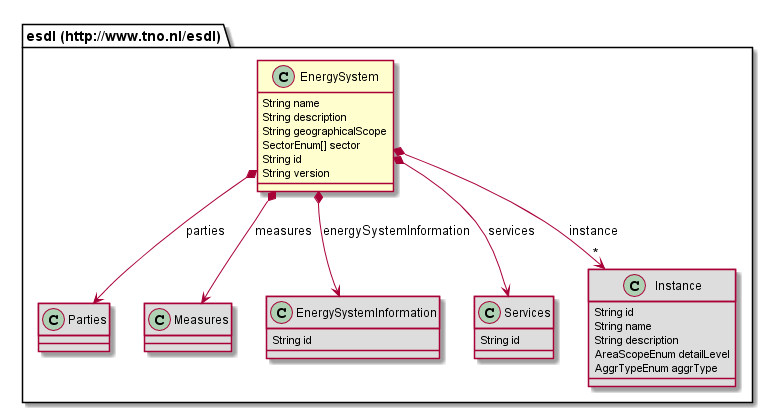 esdl (http://www.tno.nl/esdl)
C EnergySystem
String name
String description
String geographicalScope
SectorEnum[] sector
String id
String version
parties
measures
energySystemInformation
services
instance
*
C Parties
C Measures
C EnergySystemInformation
String id
C Services
String id
C Instance
String id
String name
String description
AreaScopeEnum detailLevel
AggrTypeEnum aggrType